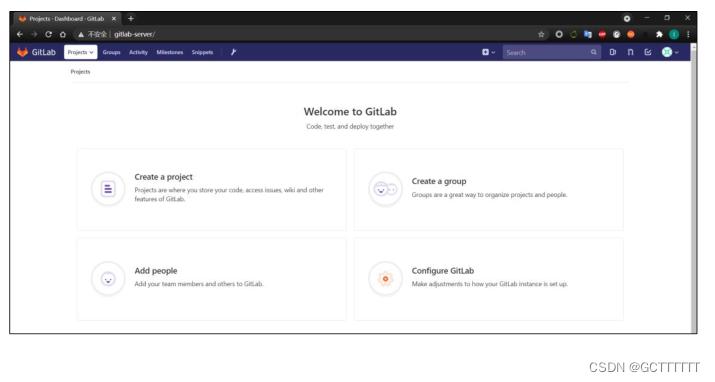 Projects · Dashboard · GitLab
不安全 gitlab-server/
GitLab Projects Groups Activity Milestones Snippets Search
Projects
Welcome to GitLab
Code, test, and deploy together
Create a project
Projects are where you store your code, access issues, wiki and other
features of GitLab.
Create a group
Groups are a great way to organize projects and people.
Add people
Add your team members and others to GitLab.
Configure GitLab
Make adjustments to how your GitLab instance is set up.
CSDN @GCTTTTTT